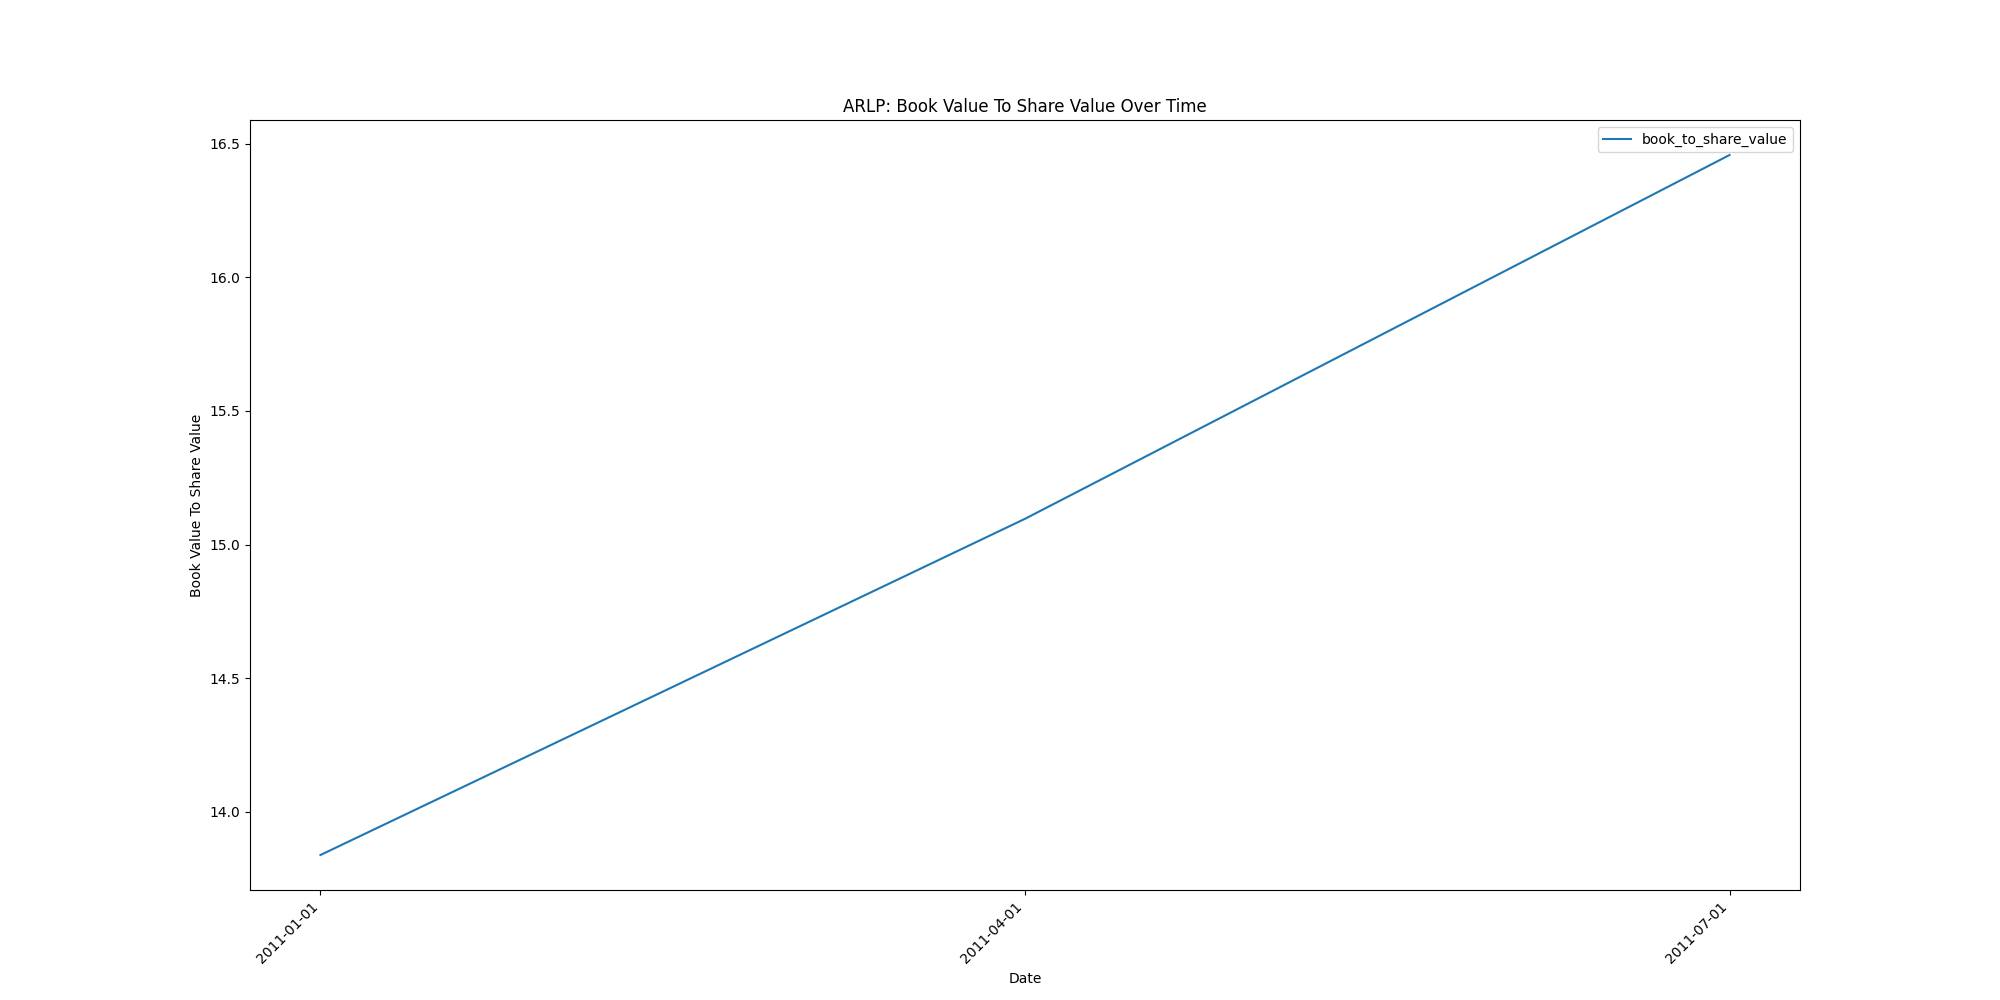 ARLP: Book Value To Share Value Over Time
book_to_share_value
Book Value To Share Value
16.5
16.0
15.5
15.0
14.5
14.0
2011-01-01
2011-04-01
2011-07-01
Date